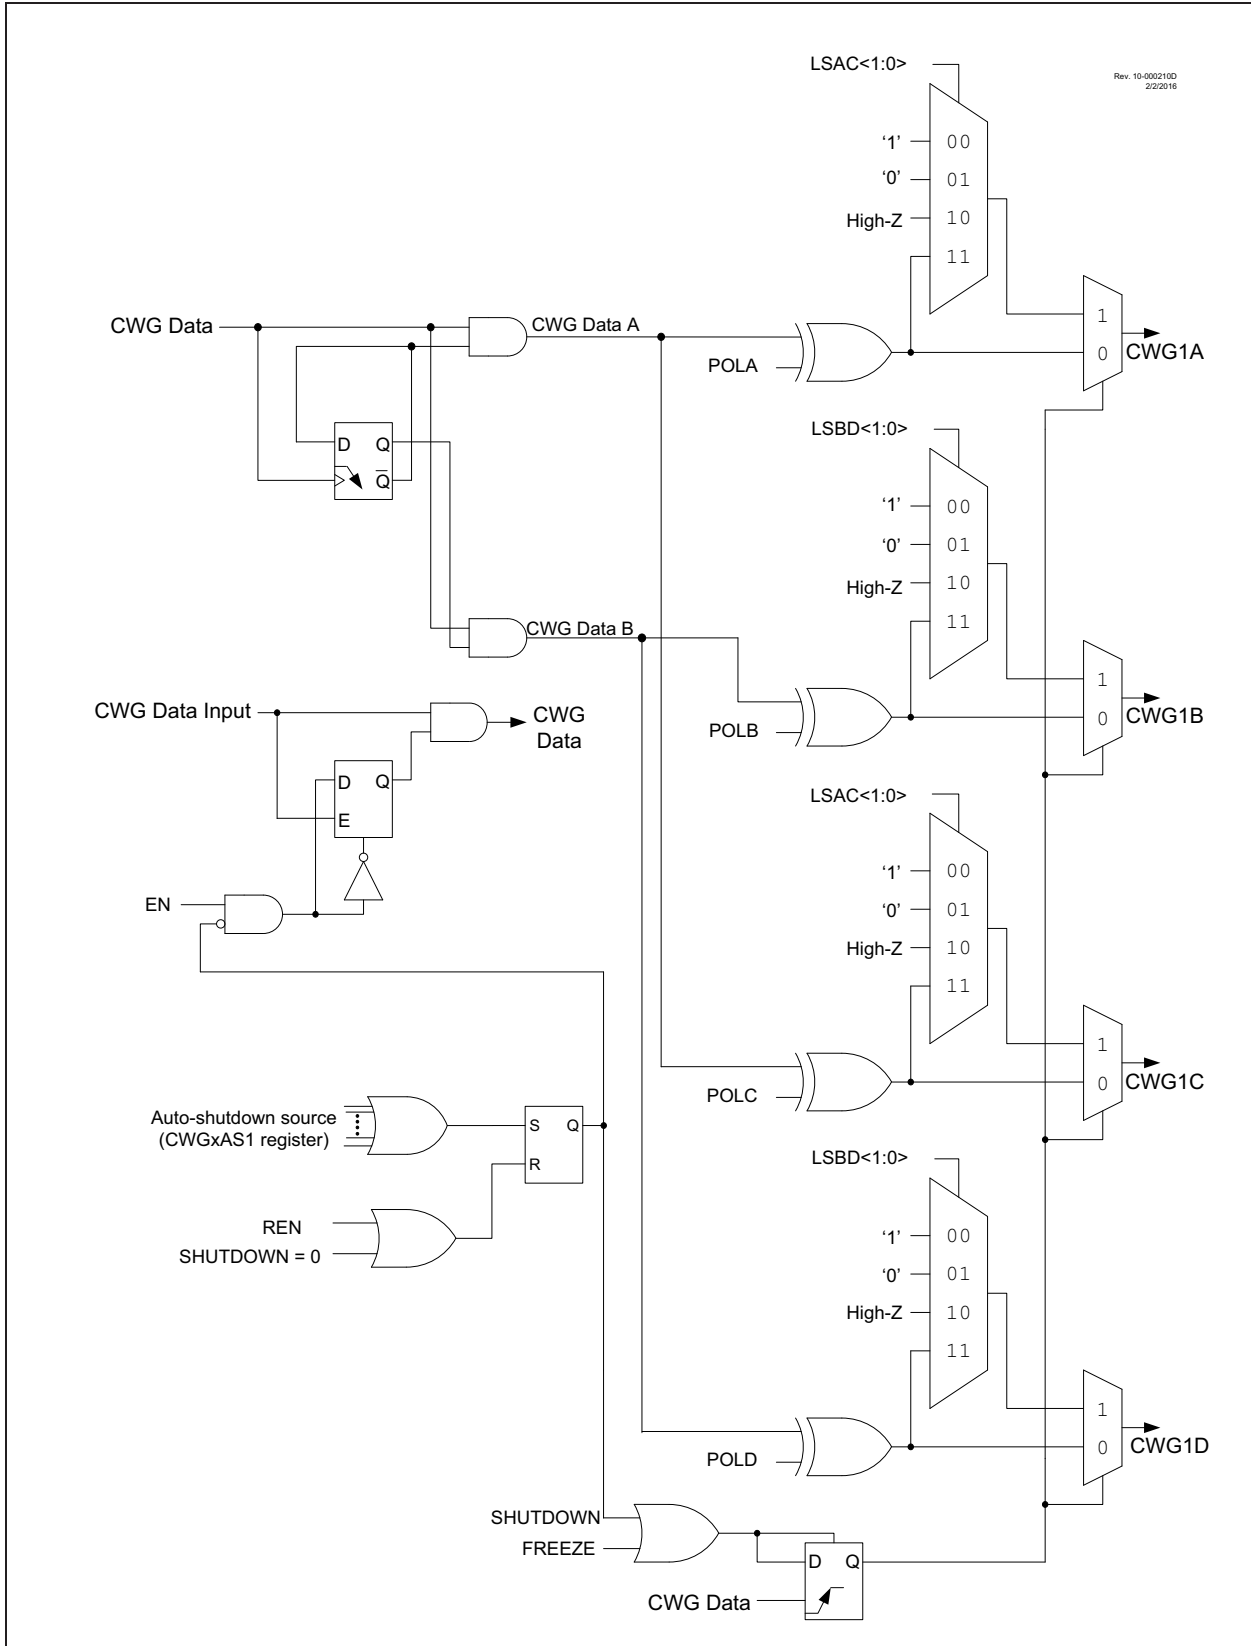 Rev. 10-000210D
2/2/2016
LSAC<1:0>
'1'
00
'0'
01
High-Z
10
11
CWG Data
CWG Data A
POLA
1
0
CWG1A
D
Q
Q̅
LSBD<1:0>
'1'
00
'0'
01
High-Z
10
11
CWG Data B
POLB
1
0
CWG1B
CWG Data Input
CWG
Data
D
Q
E
EN
LSAC<1:0>
'1'
00
'0'
01
High-Z
10
11
POLC
1
0
CWG1C
Auto-shutdown source
(CWGxAS1 register)
S
Q
R
REN
SHUTDOWN = 0
LSBD<1:0>
'1'
00
'0'
01
High-Z
10
11
POLD
1
0
CWG1D
SHUTDOWN
FREEZE
D
Q
CWG Data